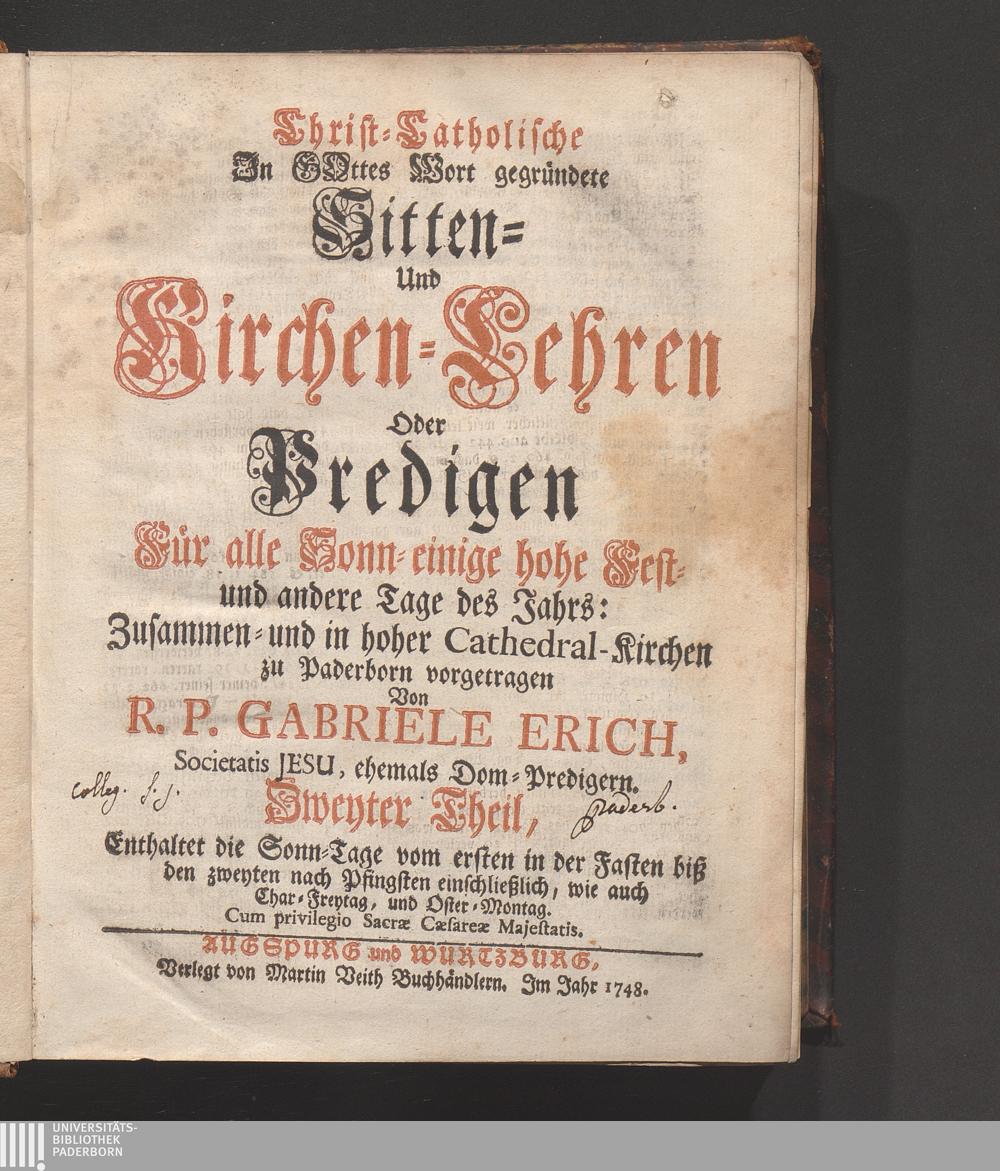 Christ-Catholische
In GOttes Wort gegründete
Sitten-
Und
Kirchen-Lehren
Oder
Predigen
Für alle Sonn- einige hohe Fest-
und andere Tage des Jahrs:
Zusammen- und in hoher Cathedral-Kirchen
zu Paderborn vorgetragen
Von
R. P. GABRIELE ERICH,
Societatis JESU, ehemals Dom-Predigern.
colleg. S. J.
Zweyter Theil,
Paderb.
Enthaltet die Sonn-Tage vom ersten in der Fasten biß
den zweyten nach Pfingsten einschließlich, wie auch
Char-Freytag, und Oster-Montag.
Cum privilegio Sacræ Cæsareæ Majestatis.
AUGSPURG und WURTZBURG,
Verlegt von Martin Veith Buchhändlern. Im Jahr 1748.
UNIVERSITÄTS-
BIBLIOTHEK
PADERBORN